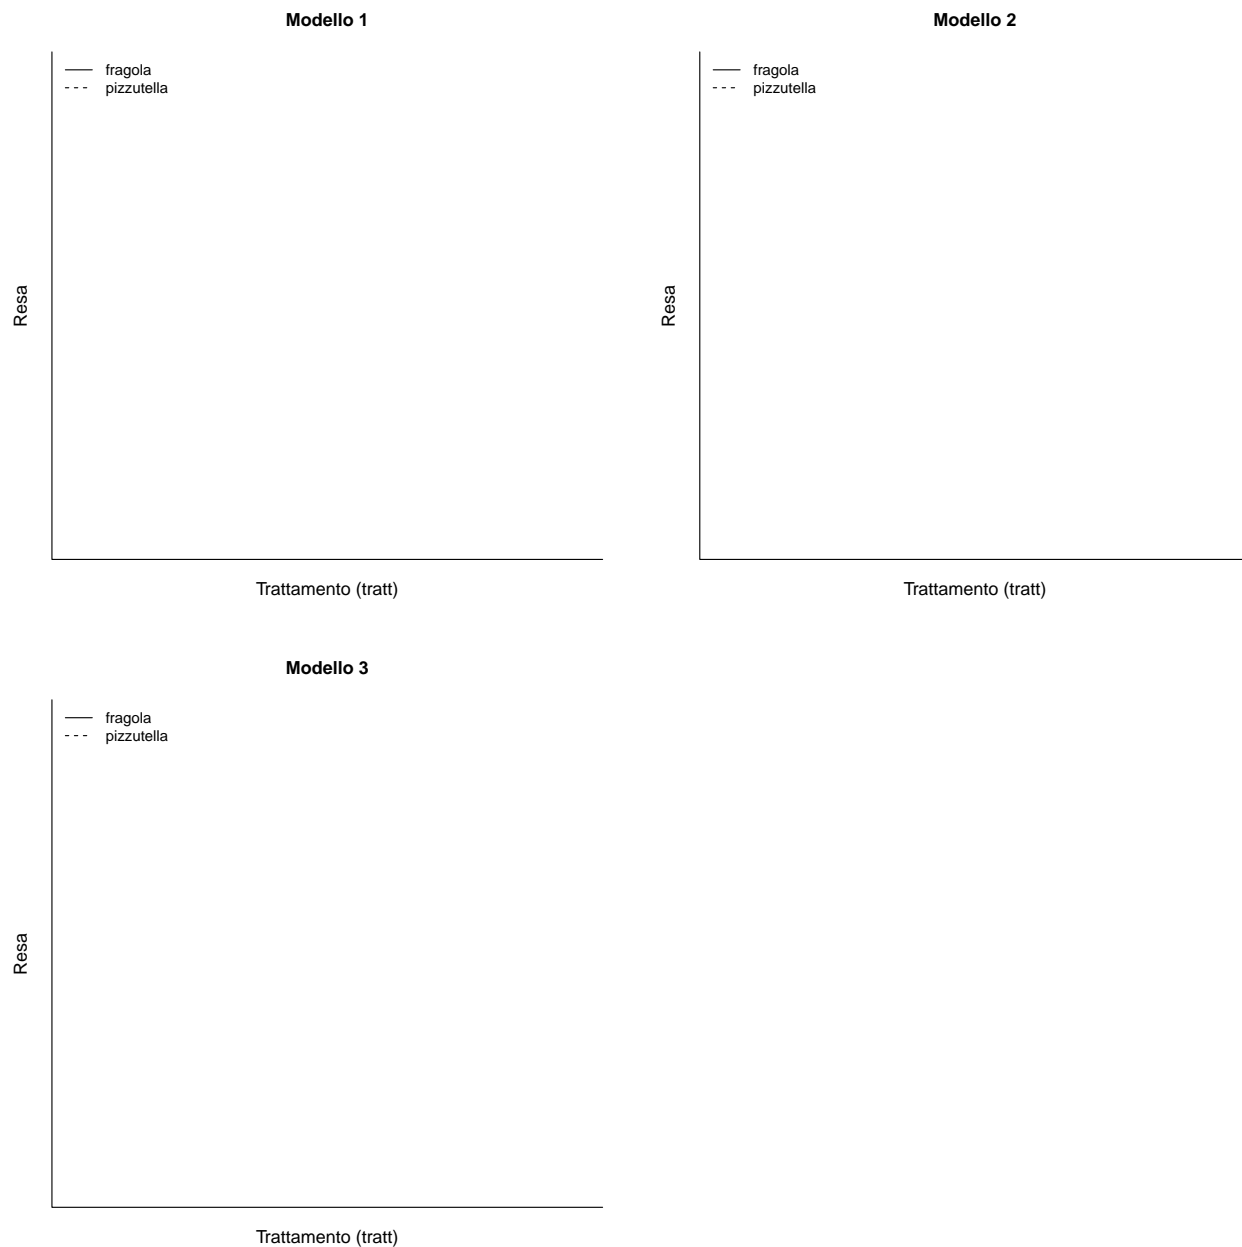 Modello 1
fragola
pizzutella
Resa
Trattamento (tratt)
Modello 2
fragola
pizzutella
Resa
Trattamento (tratt)
Modello 3
fragola
pizzutella
Resa
Trattamento (tratt)